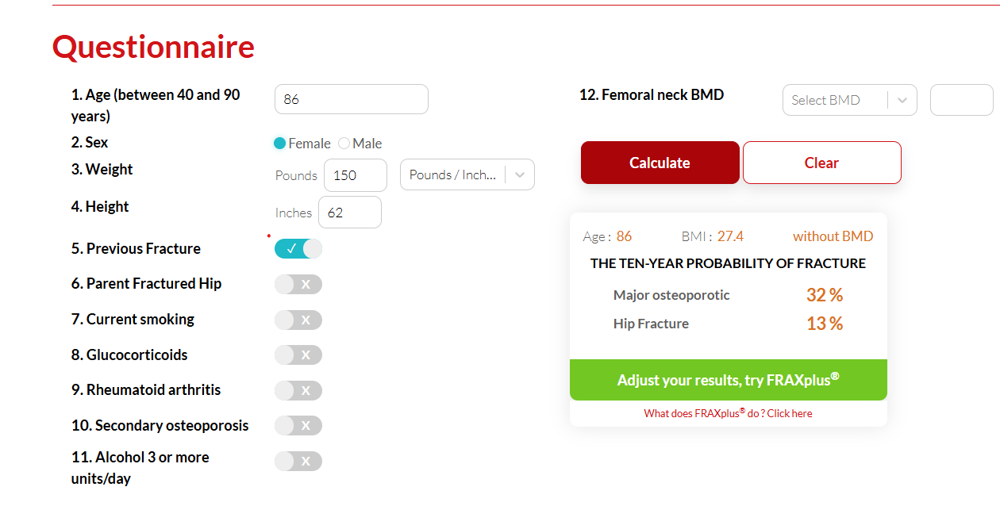 Questionnaire
1. Age (between 40 and 90
years)
86
2. Sex
Female Male
3. Weight
Pounds 150 Pounds / Inch...
4. Height
Inches 62
5. Previous Fracture
6. Parent Fractured Hip
X
7. Current smoking
X
8. Glucocorticoids
X
9. Rheumatoid arthritis
X
10. Secondary osteoporosis
X
11. Alcohol 3 or more
units/day
X
12. Femoral neck BMD
Select BMD
Calculate
Clear
Age : 86 BMI : 27.4 without BMD
THE TEN-YEAR PROBABILITY OF FRACTURE
Major osteoporotic 32 %
Hip Fracture 13 %
Adjust your results, try FRAXplus®
What does FRAXplus® do ? Click here